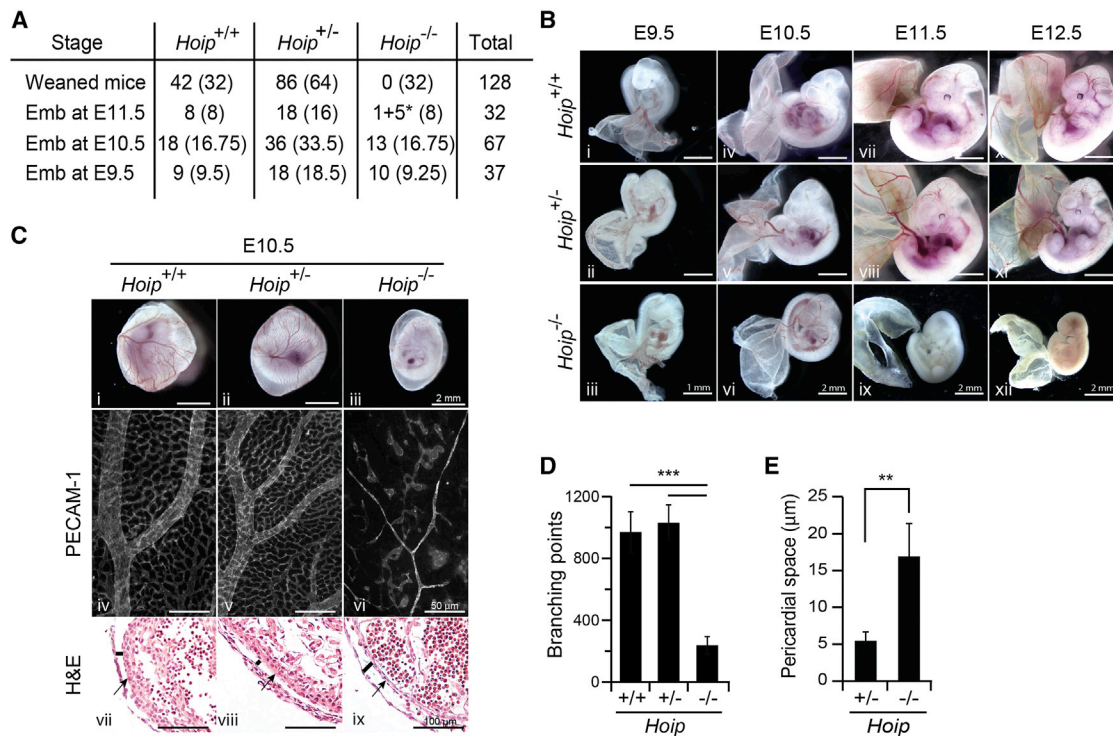 A
Stage Hoip+/+ Hoip+/- Hoip-/- Total
Weaned mice 42 (32) 86 (64) 0 (32) 128
Emb at E11.5 8 (8) 18 (16) 1+5* (8) 32
Emb at E10.5 18 (16.75) 36 (33.5) 13 (16.75) 67
Emb at E9.5 9 (9.5) 18 (18.5) 10 (9.25) 37
B
E9.5 E10.5 E11.5 E12.5
Hoip+/+
i iv vii
Hoip+/-
ii v viii xi
Hoip-/-
iii 1 mm vi 2 mm ix 2 mm xii 2 mm
C
E10.5
Hoip+/+ Hoip+/- Hoip-/-
i ii iii 2 mm
PECAM-1
iv v vi 50 µm
H&E
vii viii ix 100 µm
D
***
Branching points
1200
800
400
0
+/+ +/- -/-
Hoip
E
**
Pericardial space (µm)
25
20
15
10
5
0
+/- -/-
Hoip